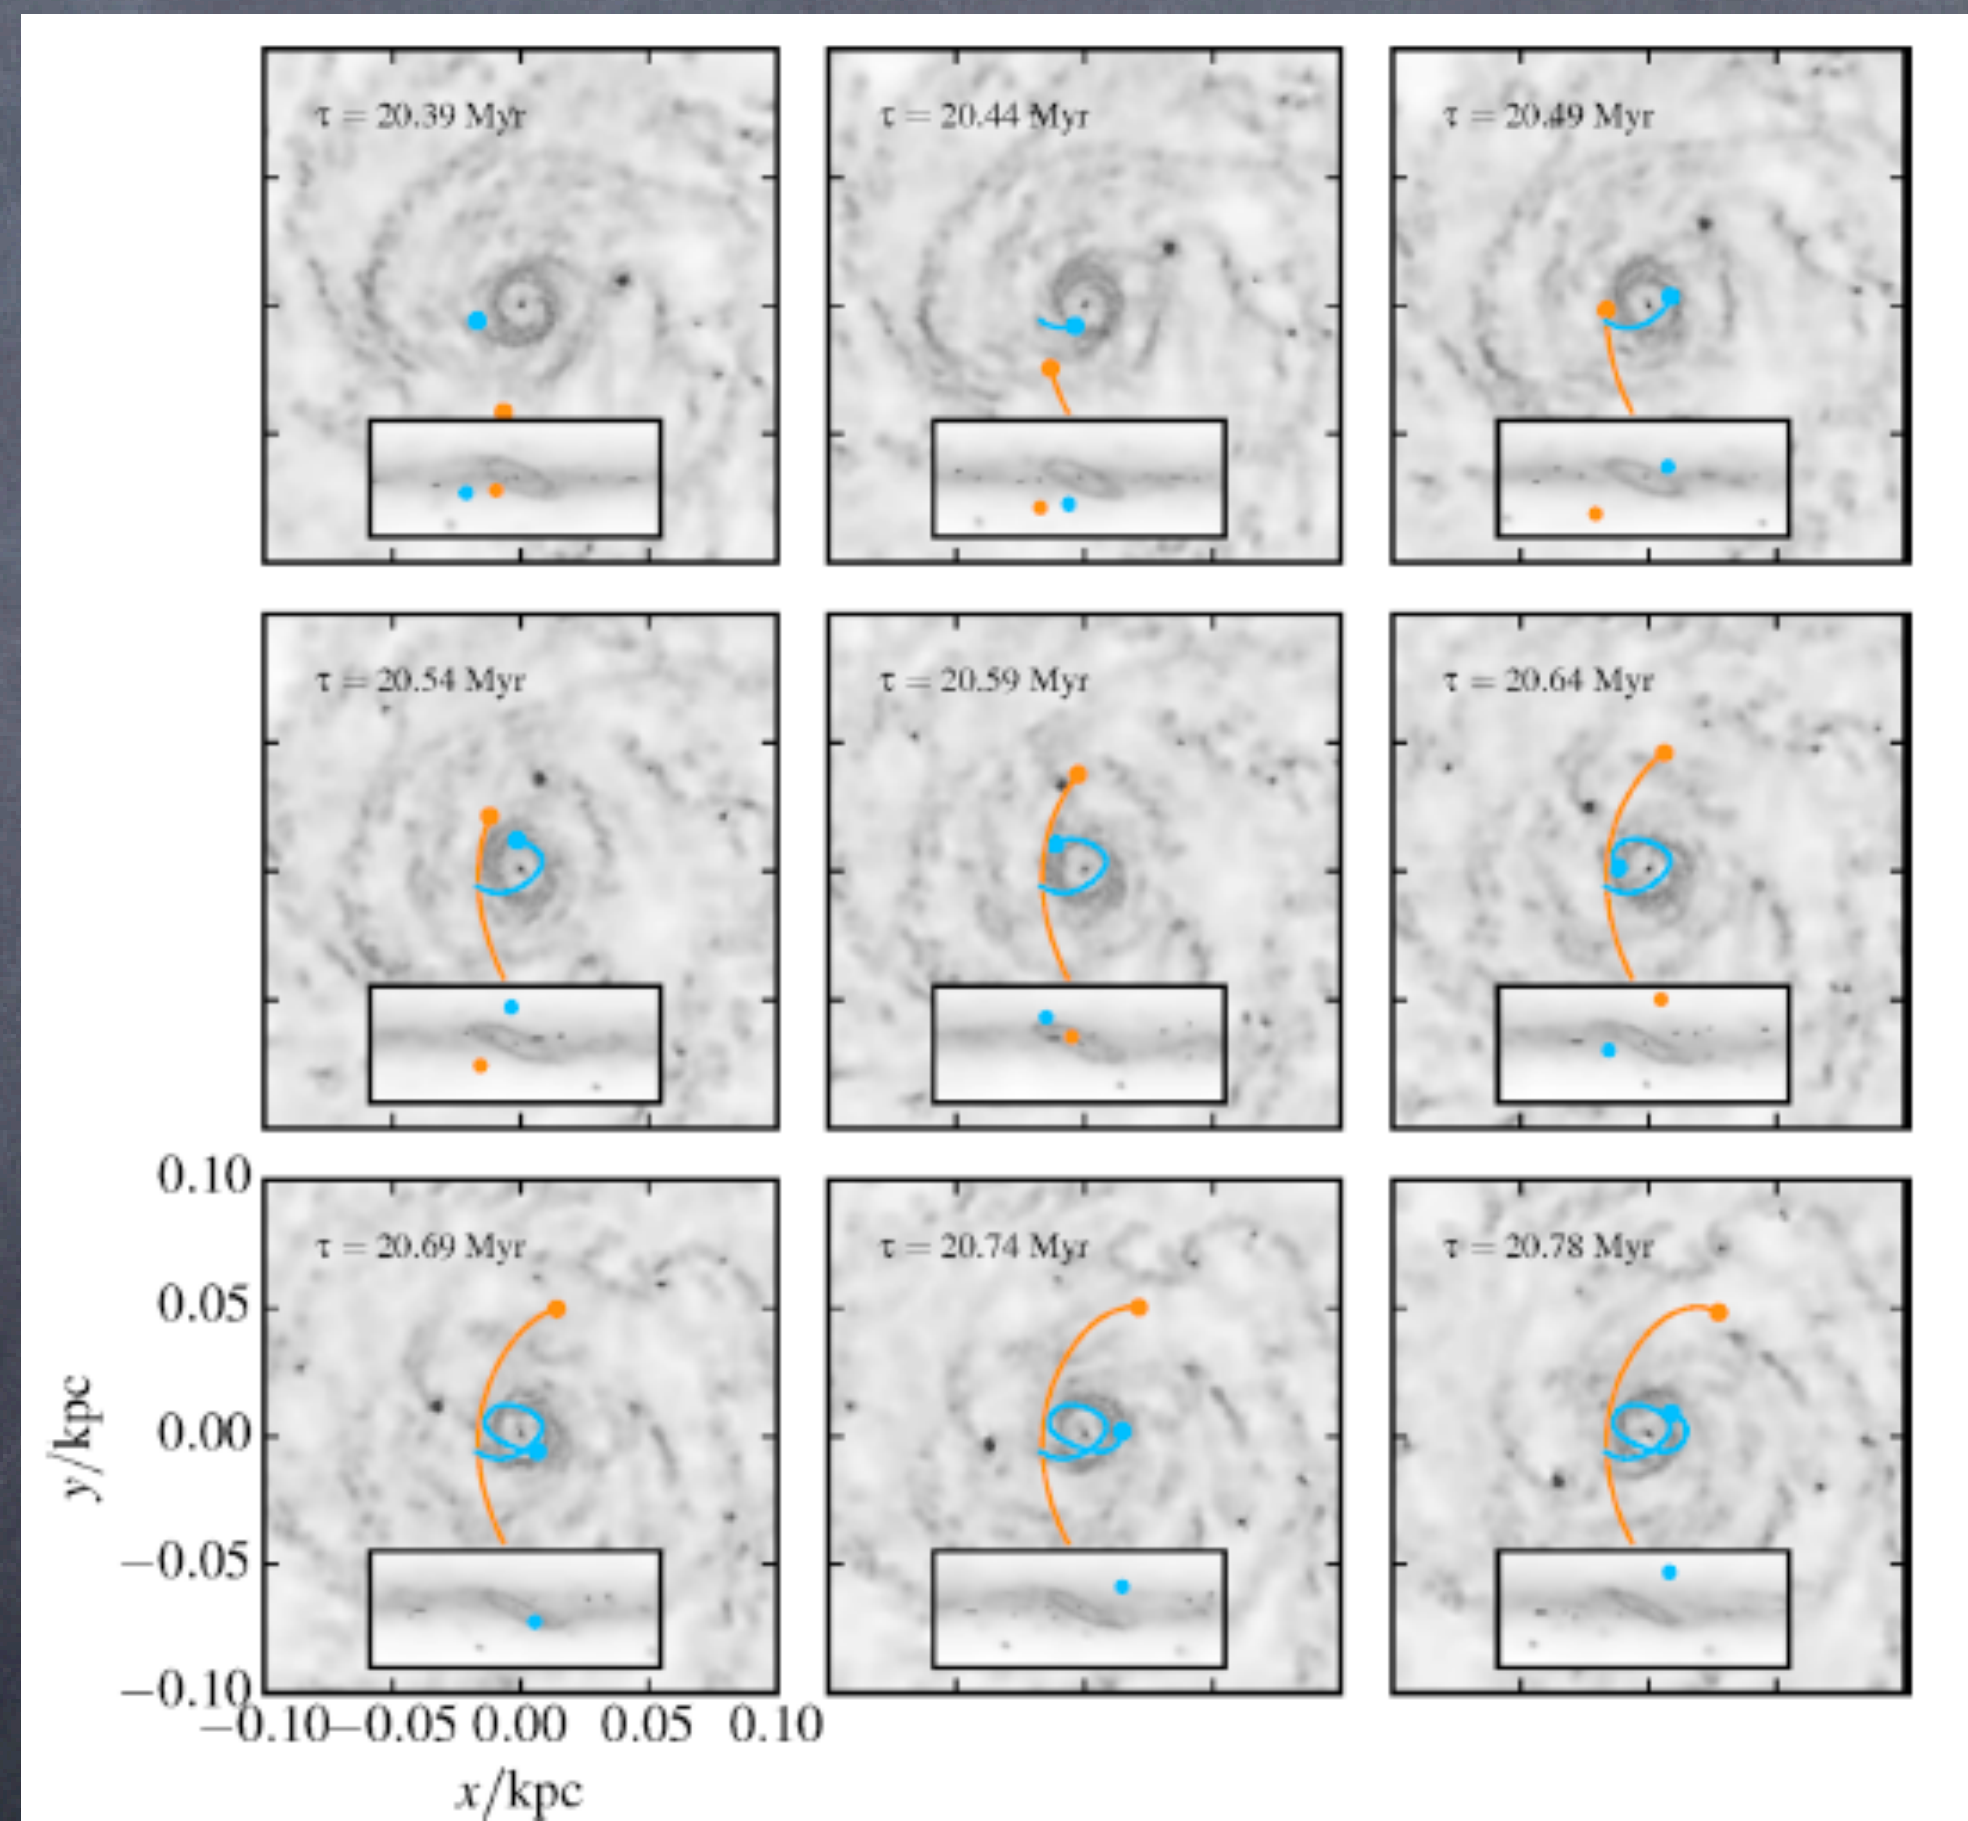 τ = 20.39 Myr
τ = 20.44 Myr
τ = 20.49 Myr
τ = 20.54 Myr
τ = 20.59 Myr
τ = 20.64 Myr
τ = 20.69 Myr
τ = 20.74 Myr
τ = 20.78 Myr
0.10
0.05
0.00
−0.05
−0.10
y/kpc
−0.10 −0.05 0.00 0.05 0.10
x/kpc